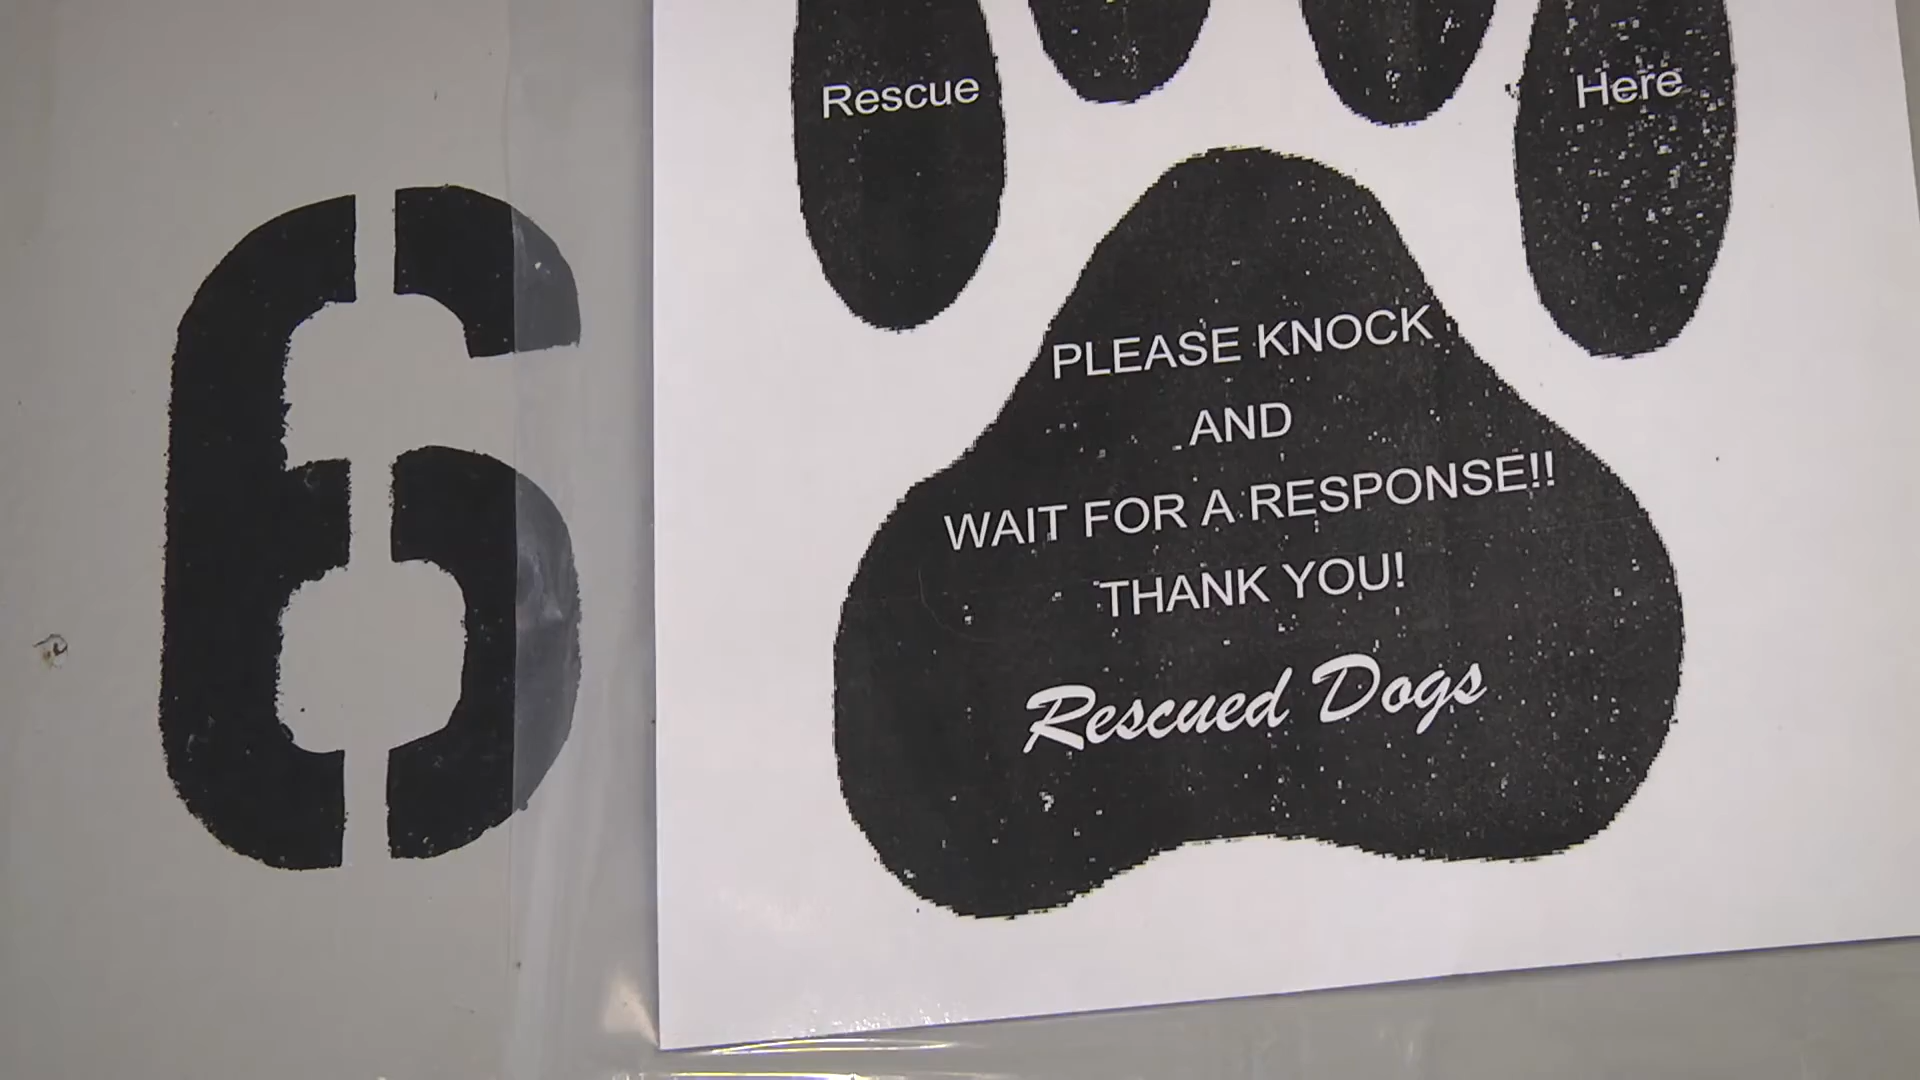 6
Rescue
Here
PLEASE KNOCK
AND
WAIT FOR A RESPONSE!!
THANK YOU!
Rescued Dogs